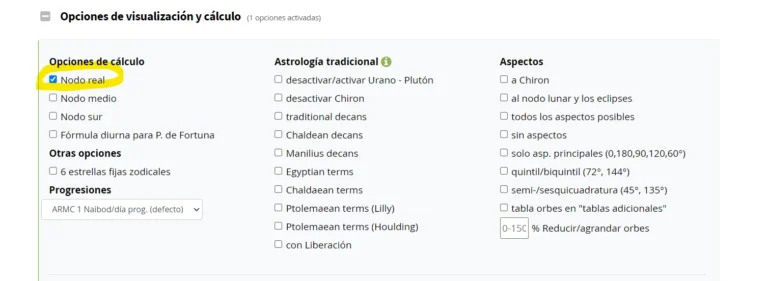 Opciones de visualización y cálculo (1 opciones activadas)
Opciones de cálculo
Nodo real
Nodo medio
Nodo sur
Fórmula diurna para P. de Fortuna
Otras opciones
6 estrellas fijas zodicales
Progresiones
ARMC 1 Naibod/día prog. (defecto)
Astrología tradicional
desactivar/activar Urano - Plutón
desactivar Chiron
traditional decans
Chaldean decans
Manilius decans
Egyptian terms
Chaldaean terms
Ptolemaean terms (Lilly)
Ptolemaean terms (Houlding)
con Liberación
Aspectos
a Chiron
al nodo lunar y los eclipses
todos los aspectos posibles
sin aspectos
solo asp. principales (0,180,90,120,60°)
quintil/biquintil (72°, 144°)
semi-/sesquicuadratura (45°, 135°)
tabla orbes en "tablas adicionales"
0-150 % Reducir/agrandar orbes